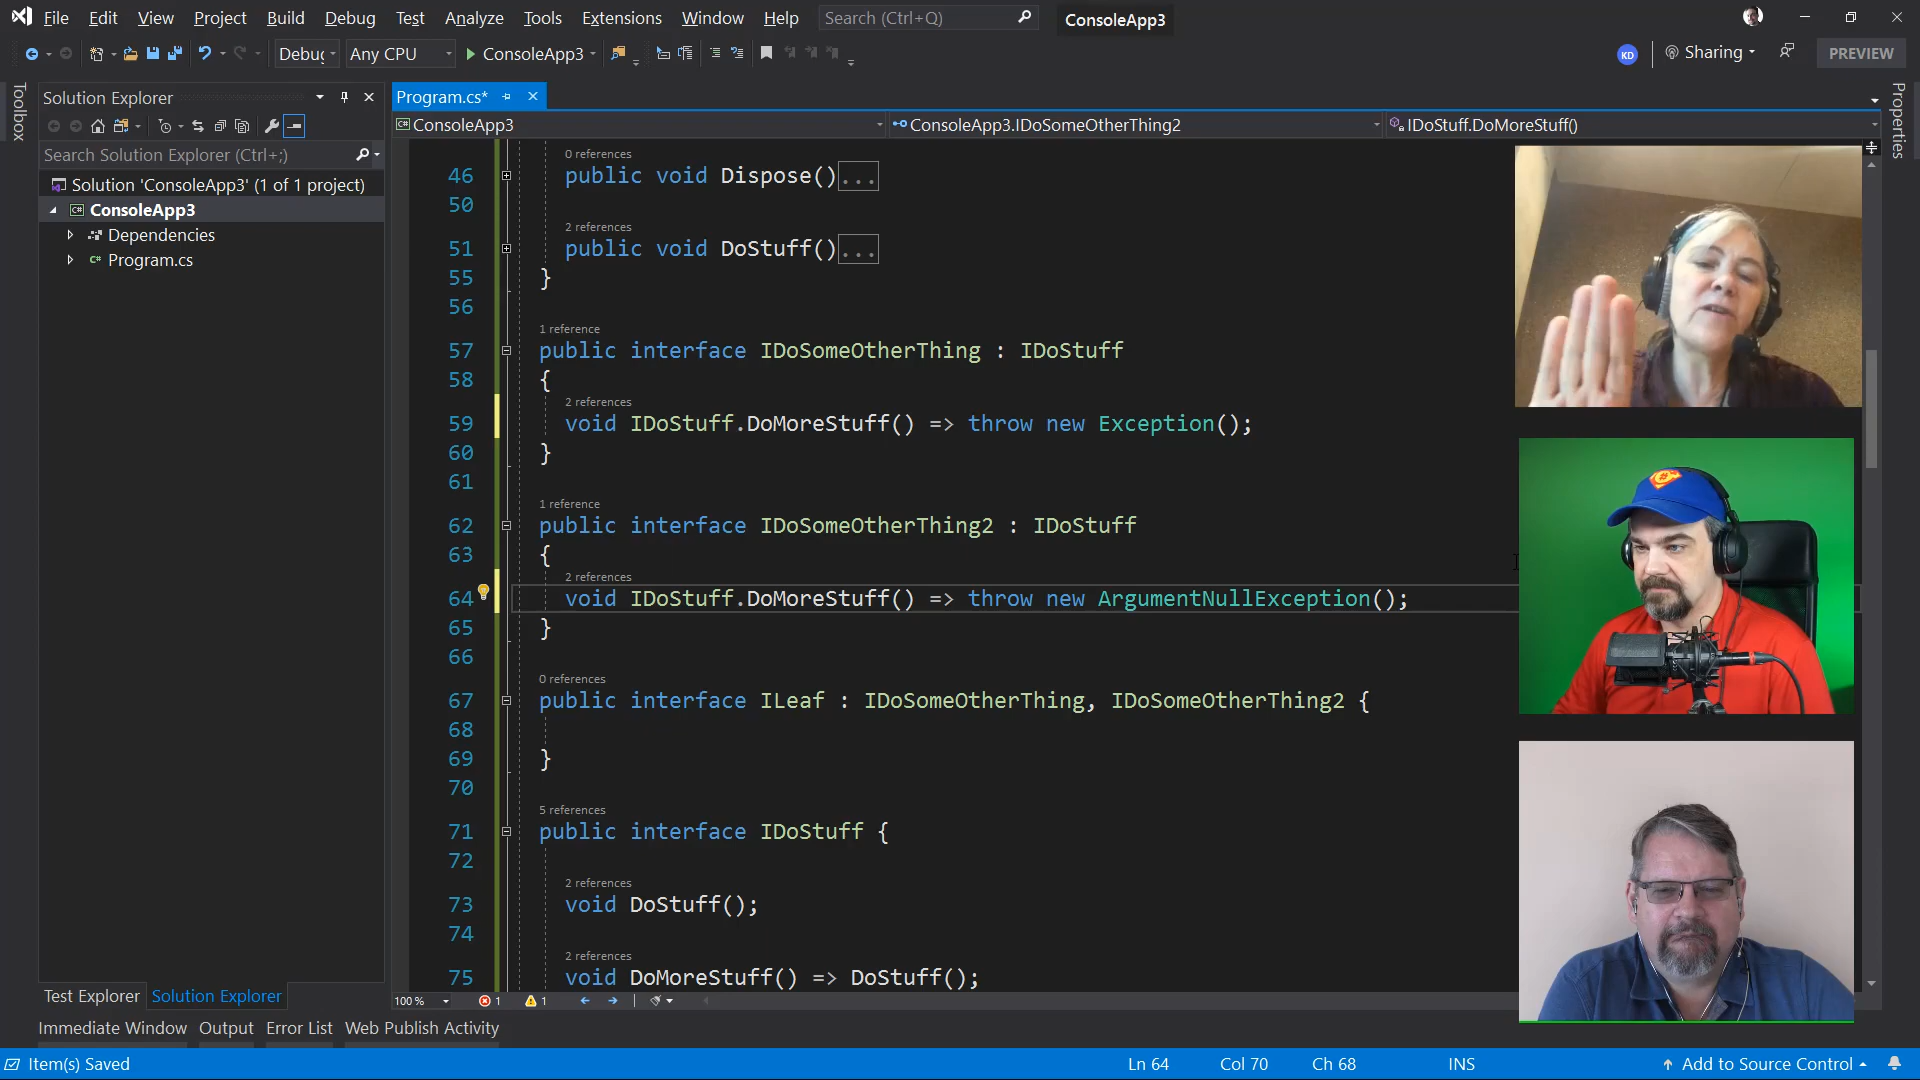 File Edit View Project Build Debug Test Analyze Tools Extensions Window Help Search (Ctrl+Q) ConsoleApp3
Debug Any CPU ConsoleApp3 KD Sharing PREVIEW
Toolbox
Solution Explorer
Search Solution Explorer (Ctrl+;)
Solution 'ConsoleApp3' (1 of 1 project)
ConsoleApp3
Dependencies
C# Program.cs
Test Explorer Solution Explorer
Program.cs*
ConsoleApp3 ConsoleApp3.IDoSomeOtherThing2 IDoStuff.DoMoreStuff()
Properties
0 references
46 public void Dispose()...
50
2 references
51 public void DoStuff()...
55 }
56
1 reference
57 public interface IDoSomeOtherThing : IDoStuff
58 {
2 references
59 void IDoStuff.DoMoreStuff() => throw new Exception();
60 }
61
1 reference
62 public interface IDoSomeOtherThing2 : IDoStuff
63 {
2 references
64 void IDoStuff.DoMoreStuff() => throw new ArgumentNullException();
65 }
66
0 references
67 public interface ILeaf : IDoSomeOtherThing, IDoSomeOtherThing2 {
68
69 }
70
5 references
71 public interface IDoStuff {
72
2 references
73 void DoStuff();
74
2 references
75 void DoMoreStuff() => DoStuff();
100 % 1 1
Immediate Window Output Error List Web Publish Activity
Item(s) Saved Ln 64 Col 70 Ch 68 INS Add to Source Control